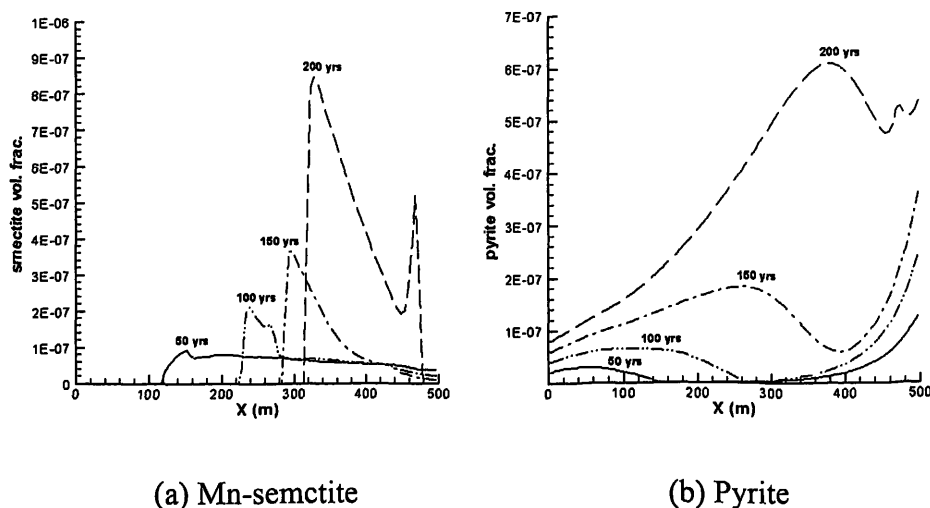 1E-06
9E-07
8E-07
7E-07
6E-07
5E-07
4E-07
3E-07
2E-07
1E-07
0
smectite vol. frac.
200 yrs
150 yrs
100 yrs
50 yrs
0 100 200 300 400 500
X (m)
7E-07
6E-07
5E-07
4E-07
3E-07
2E-07
1E-07
pyrite vol. frac.
200 yrs
150 yrs
100 yrs
50 yrs
0 100 200 300 400 500
X (m)
(a) Mn-semctite
(b) Pyrite